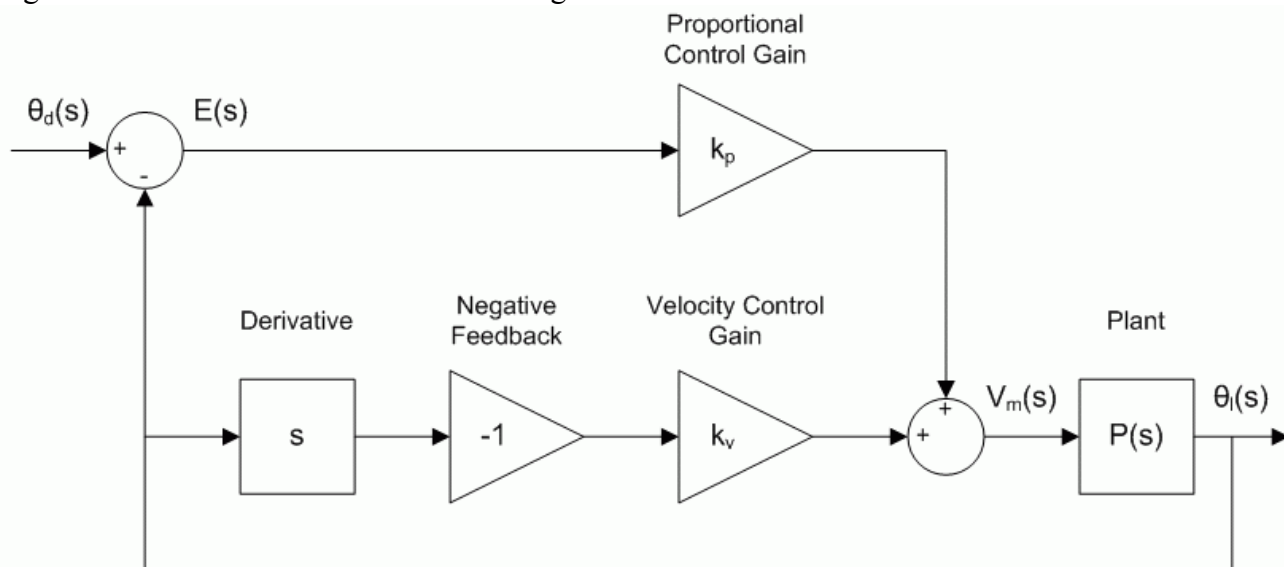 Proportional
Control Gain
θd(s)
E(s)
+
-
kp
Derivative
Negative
Feedback
Velocity Control
Gain
Plant
s
-1
kv
+
+
Vm(s)
P(s)
θl(s)